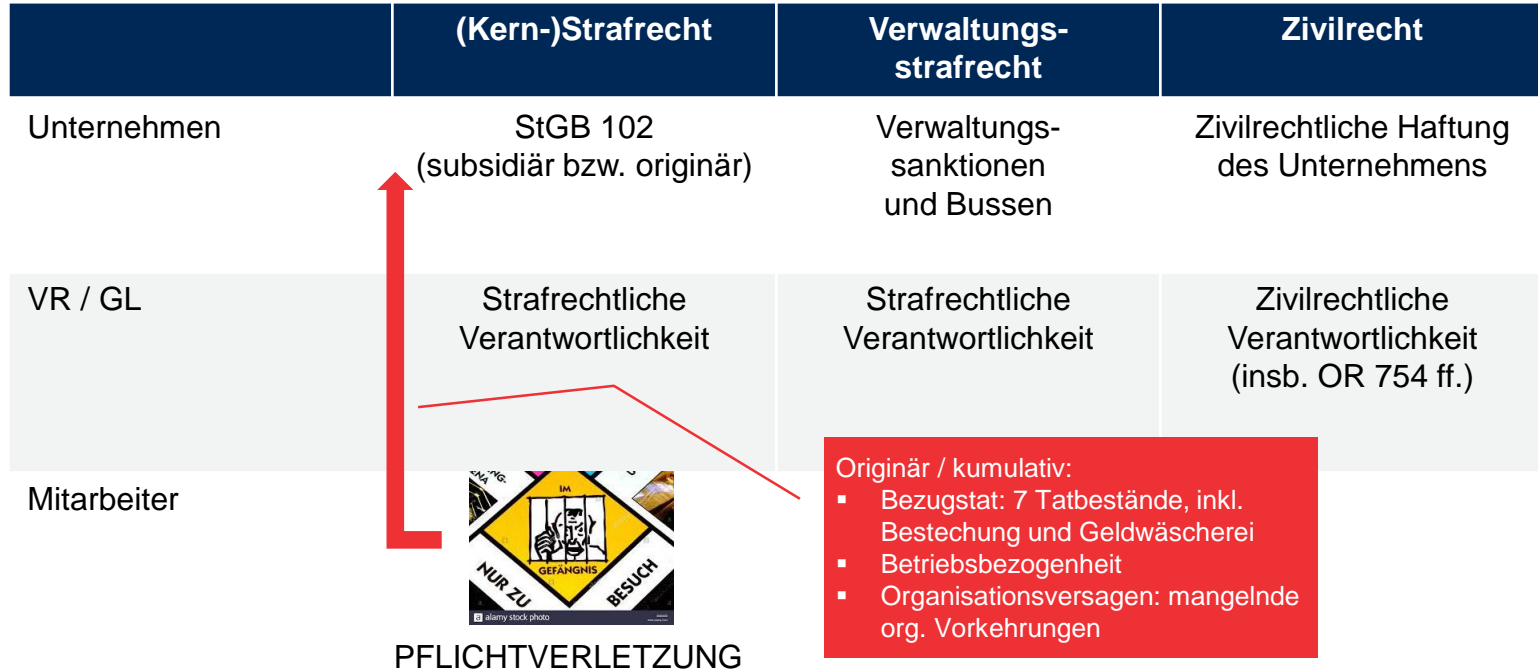 (Kern-)Strafrecht
Verwaltungs-
strafrecht
Zivilrecht
Unternehmen
StGB 102
(subsidiär bzw. originär)
Verwaltungs-
sanktionen
und Bussen
Zivilrechtliche Haftung
des Unternehmens
VR / GL
Strafrechtliche
Verantwortlichkeit
Strafrechtliche
Verantwortlichkeit
Zivilrechtliche
Verantwortlichkeit
(insb. OR 754 ff.)
Mitarbeiter
IM
GEFÄNGNIS
NUR ZU
BESUCH
a alamy stock photo
PFLICHTVERLETZUNG
Originär / kumulativ:
▪ Bezugstat: 7 Tatbestände, inkl.
Bestechung und Geldwäscherei
▪ Betriebsbezogenheit
▪ Organisationsversagen: mangelnde
org. Vorkehrungen